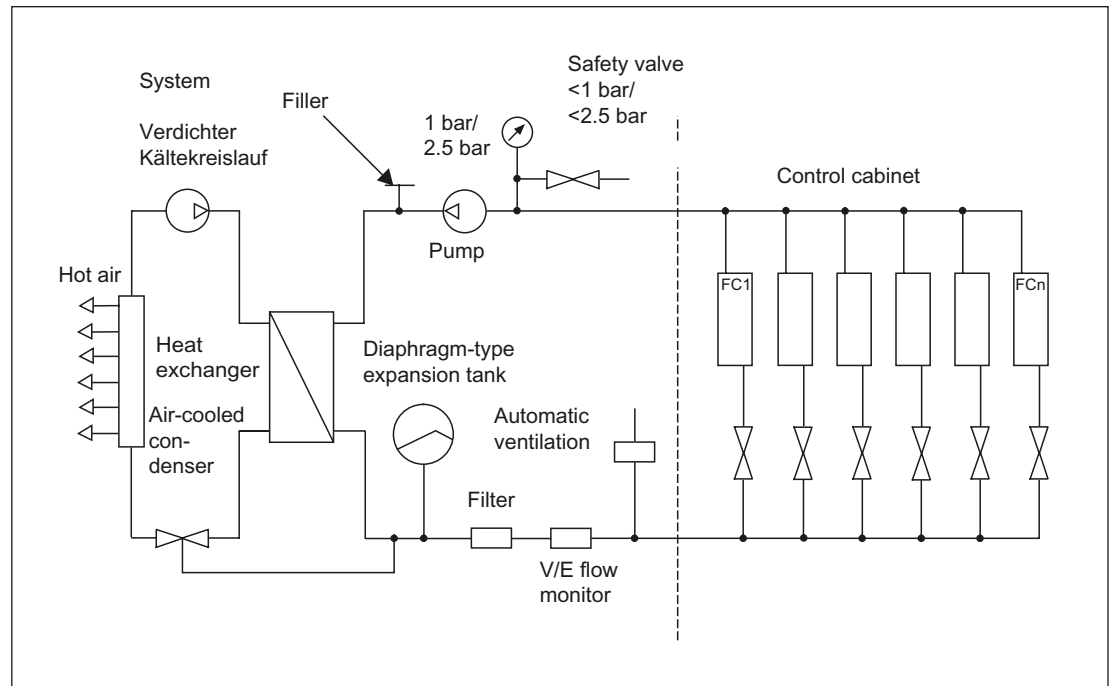 System
Verdichter
Kältekreislauf
Filler
1 bar/
2.5 bar
Safety valve
<1 bar/
<2.5 bar
Control cabinet
Pump
Hot air
FC1
FCn
Heat
exchanger
Air-cooled
con-
denser
Diaphragm-type
expansion tank
Automatic
ventilation
Filter
V/E flow
monitor